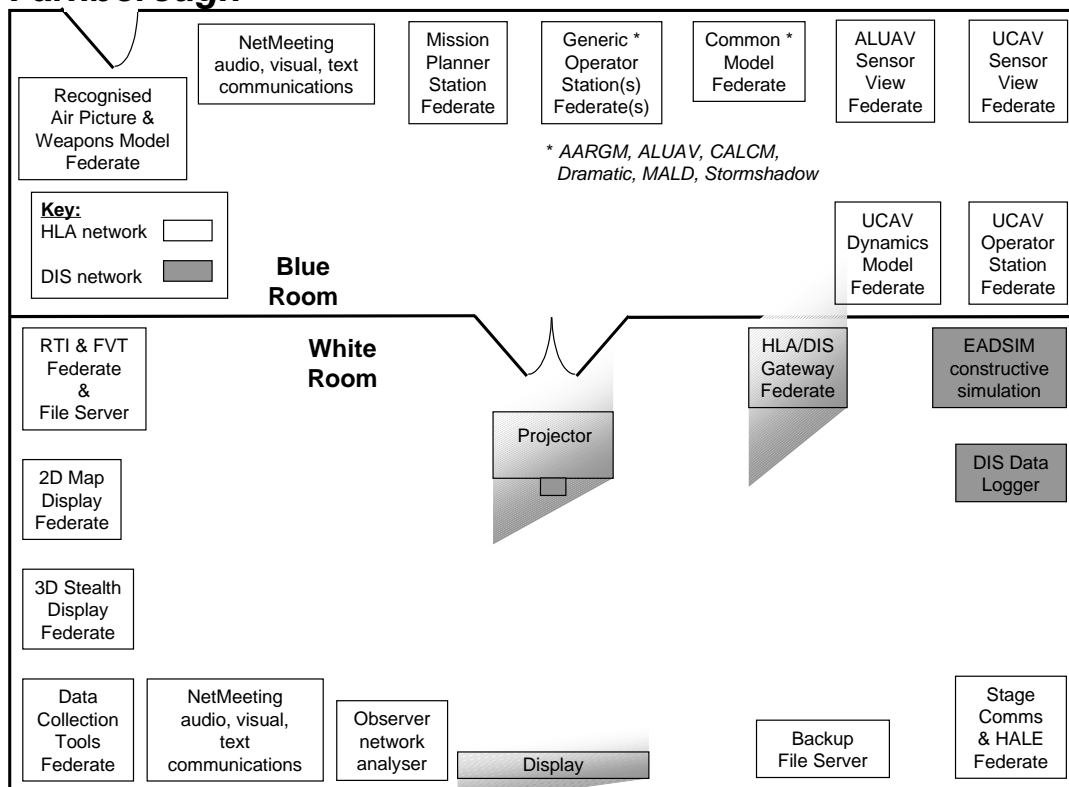 NetMeeting
audio, visual, text
communications
Mission
Planner
Station
Federate
Generic *
Operator
Station(s)
Federate(s)
Common *
Model
Federate
ALUAV
Sensor
View
Federate
UCAV
Sensor
View
Federate
Recognised
Air Picture &
Weapons Model
Federate
* AARGM, ALUAV, CALCM,
Dramatic, MALD, Stormshadow
Key:
HLA network
DIS network
Blue
Room
UCAV
Dynamics
Model
Federate
UCAV
Operator
Station
Federate
RTI & FVT
Federate
&
File Server
White
Room
HLA/DIS
Gateway
Federate
EADSIM
constructive
simulation
Projector
2D Map
Display
Federate
DIS Data
Logger
3D Stealth
Display
Federate
Data
Collection
Tools
Federate
NetMeeting
audio, visual,
text
communications
Observer
network
analyser
Display
Backup
File Server
Stage
Comms
& HALE
Federate